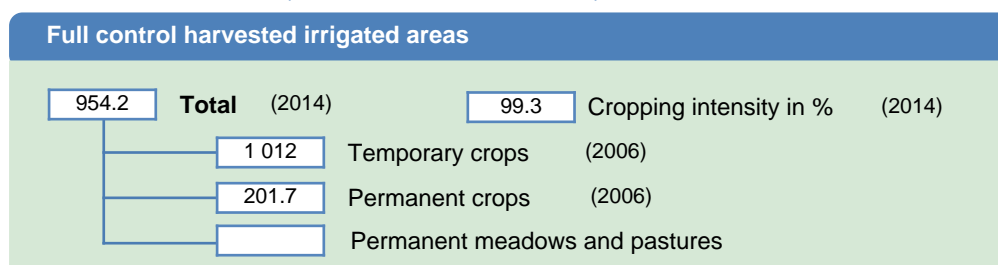 Full control harvested irrigated areas
954.2 Total (2014) 99.3 Cropping intensity in % (2014)
1 012 Temporary crops (2006)
201.7 Permanent crops (2006)
Permanent meadows and pastures